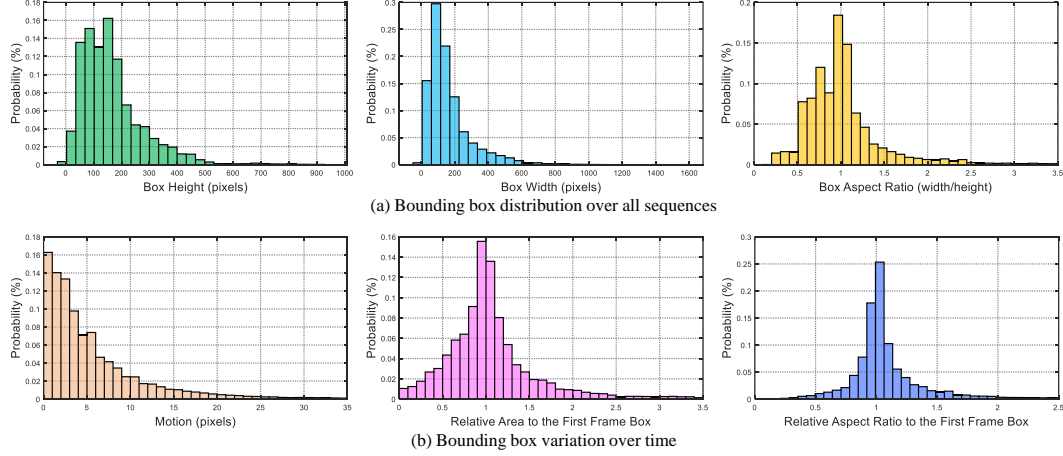 0.18
0.16
0.14
0.12
0.1
0.08
0.06
0.04
0.02
0
Probability (%)
0 100 200 300 400 500 600 700 800 900 1000
Box Height (pixels)
0.3
0.25
0.2
0.15
0.1
0.05
0
Probability (%)
0 200 400 600 800 1000 1200 1400 1600
Box Width (pixels)
0.2
0.15
0.1
0.05
0
Probability (%)
0 0.5 1 1.5 2 2.5 3 3.5
Box Aspect Ratio (width/height)
(a) Bounding box distribution over all sequences
0.18
0.16
0.14
0.12
0.1
0.08
0.06
0.04
0.02
0
Probability (%)
0 5 10 15 20 25 30 35
Motion (pixels)
0.16
0.14
0.12
0.1
0.08
0.06
0.04
0.02
0
Probability (%)
0 0.5 1 1.5 2 2.5 3 3.5
Relative Area to the First Frame Box
0.3
0.25
0.2
0.15
0.1
0.05
0
Probability (%)
0 0.5 1 1.5 2 2.5
Relative Aspect Ratio to the First Frame Box
(b) Bounding box variation over time